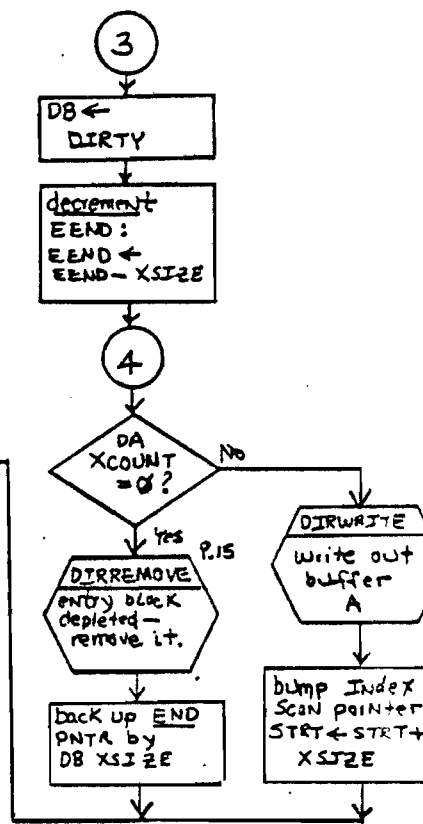 3
DB ←
DIRTY
decrement
EEND:
EEND ←
EEND - XSIZE
4
DA
XCOUNT
=0?
No
Yes
P.15
DIRREMOVE
entry block
depleted—
remove it.
DIRWRITE
Write out
buffer
A
back up END
PNTR by
DB XSIZE
bump Index
Scan pointer
STRT ← STRT +
XSIZE